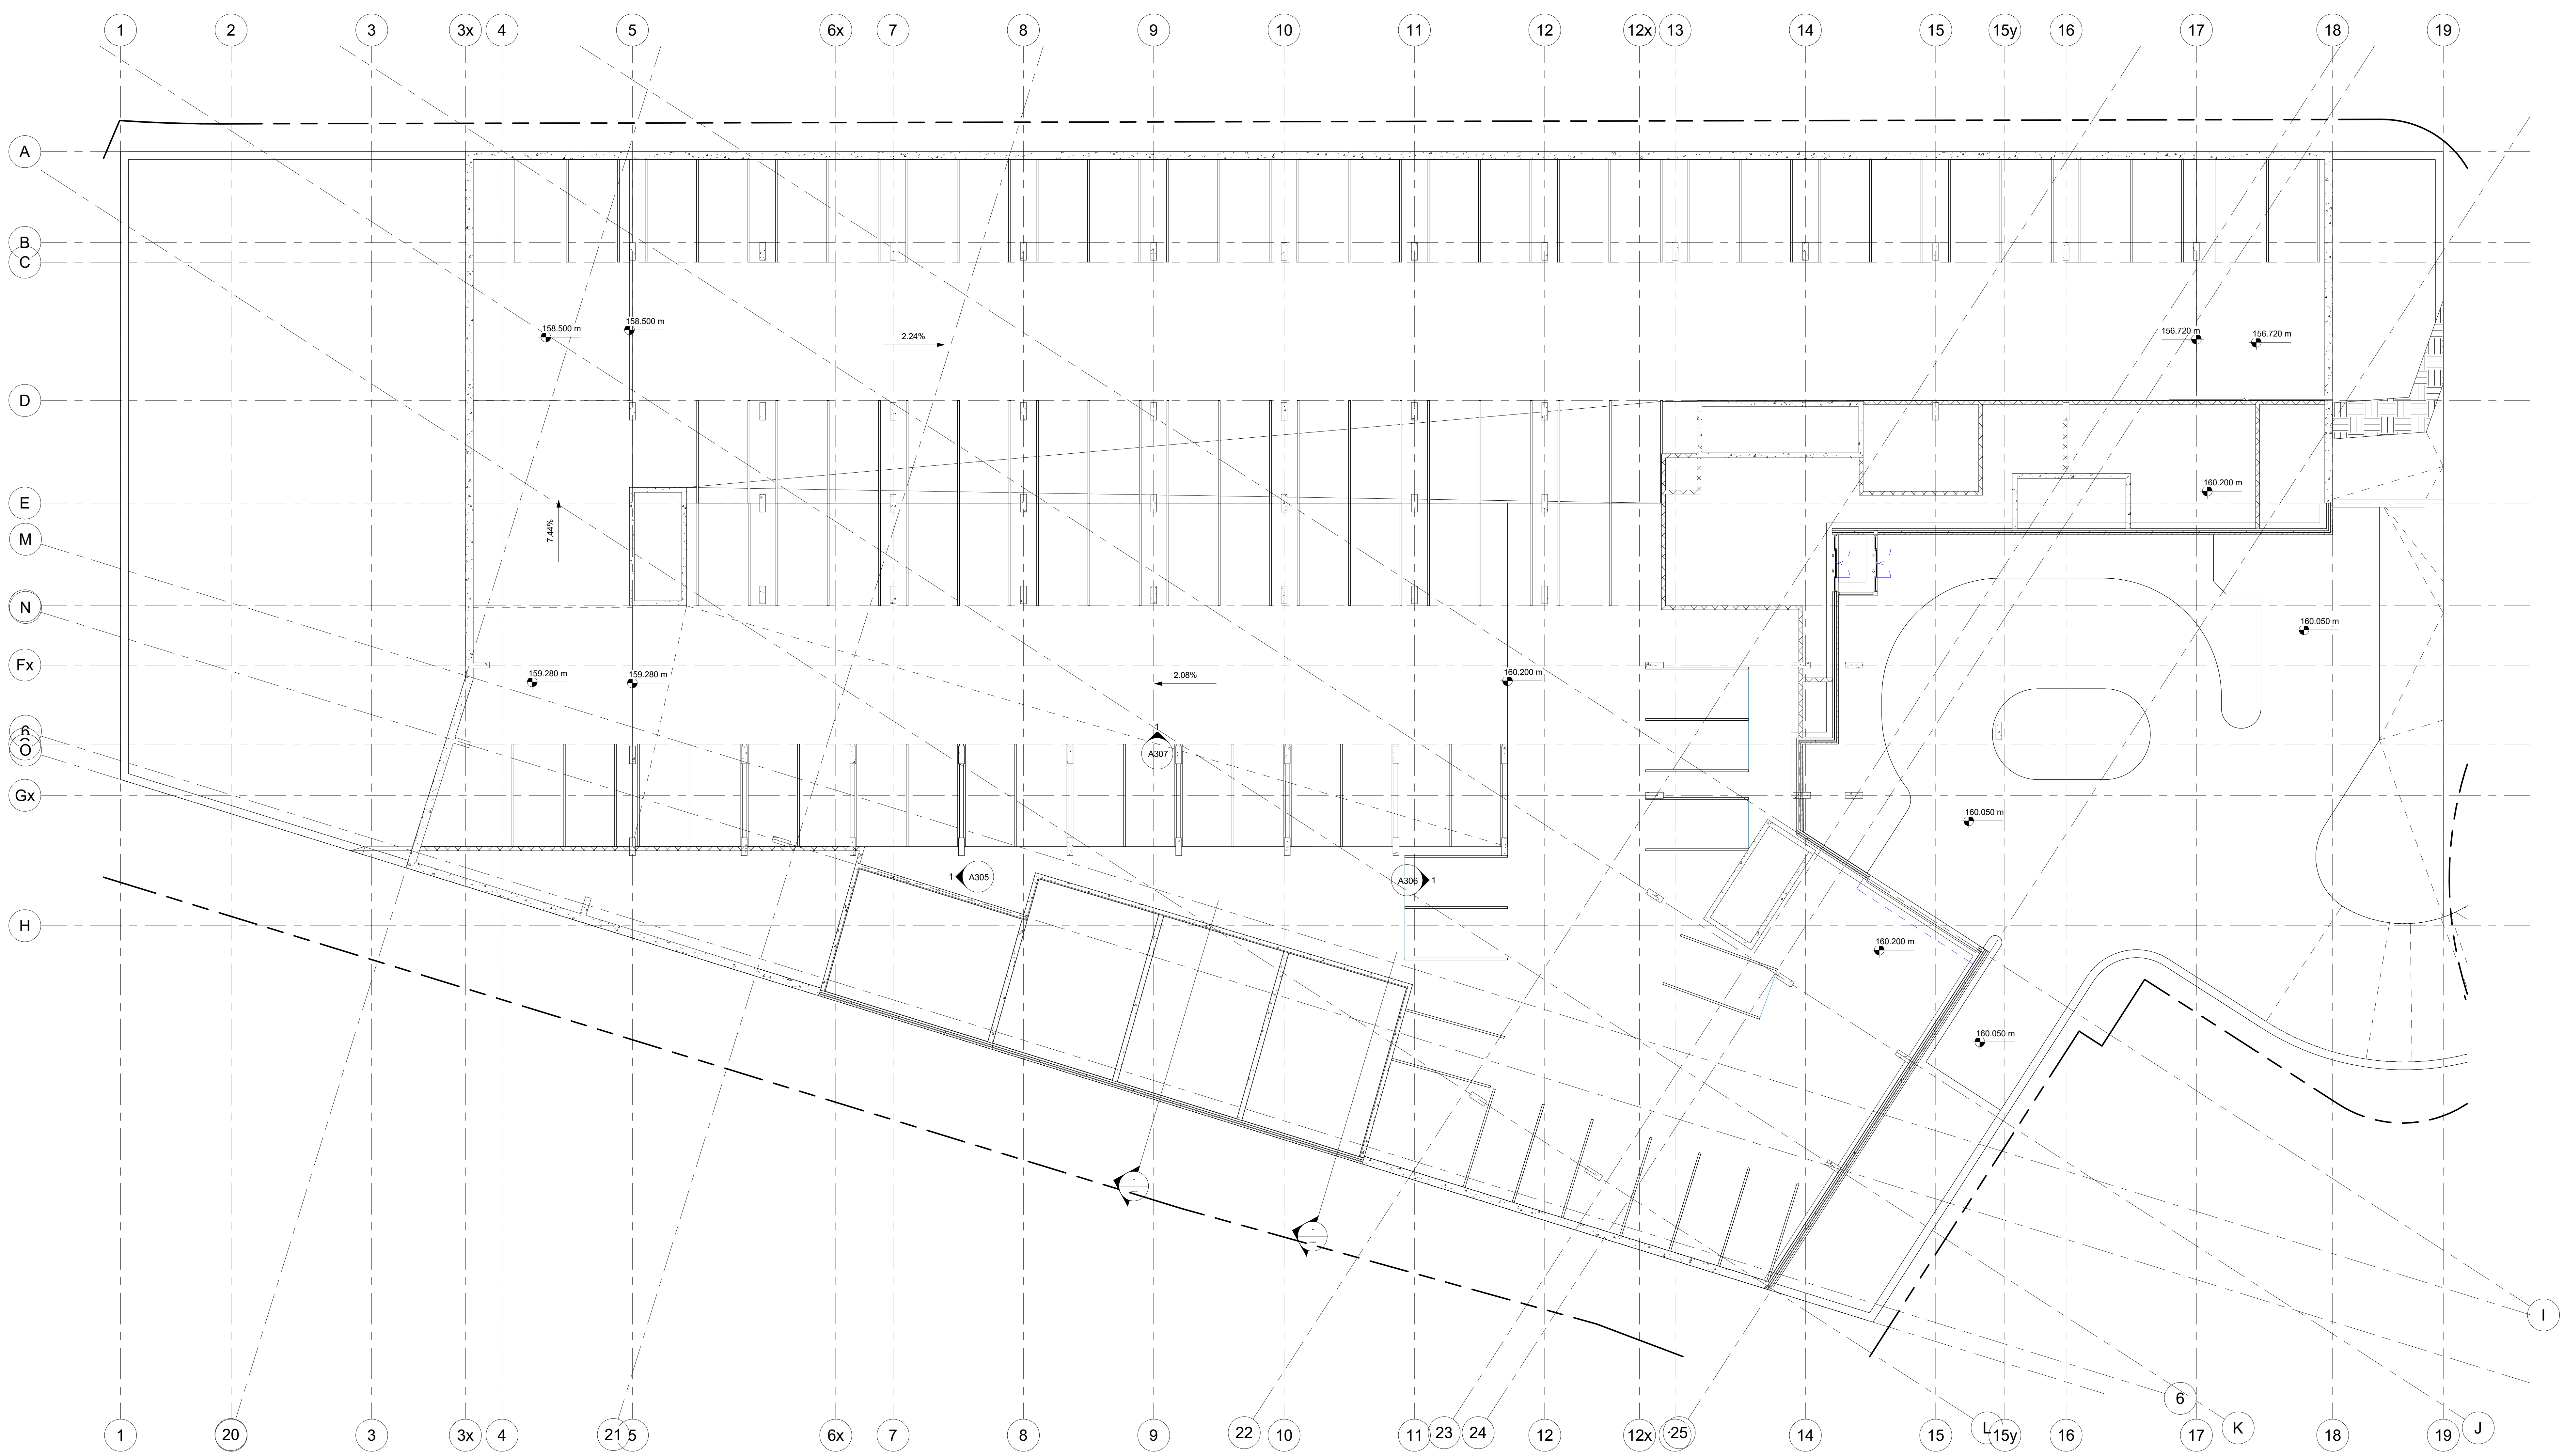 1 2 3 3x 4 5 6x 7 8 9 10 11 12 12x 13 14 15 15y 16 17 18 19
A
B
C
158.500 m 158.500 m 2.24% 156.720 m 156.720 m
D
E
160.200 m
7.44%
M
N
160.050 m
Fx
159.280 m 159.280 m 2.08% 160.200 m
6
O
1
A307
Gx
160.050 m
1 A305
A306 1
H
160.200 m
160.050 m
I
6
20 21 22 23 24 25 L K J
1 3 3x 4 5 6x 7 8 9 10 11 12 12x 14 15 15y 16 17 18 19